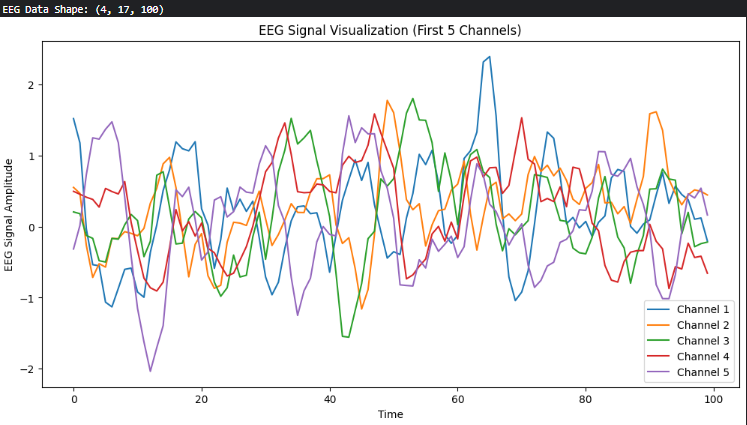 EEG Data Shape: (4, 17, 100)
EEG Signal Visualization (First 5 Channels)
EEG Signal Amplitude
2
1
0
−1
−2
0
20
40
60
80
100
Time
Channel 1
Channel 2
Channel 3
Channel 4
Channel 5